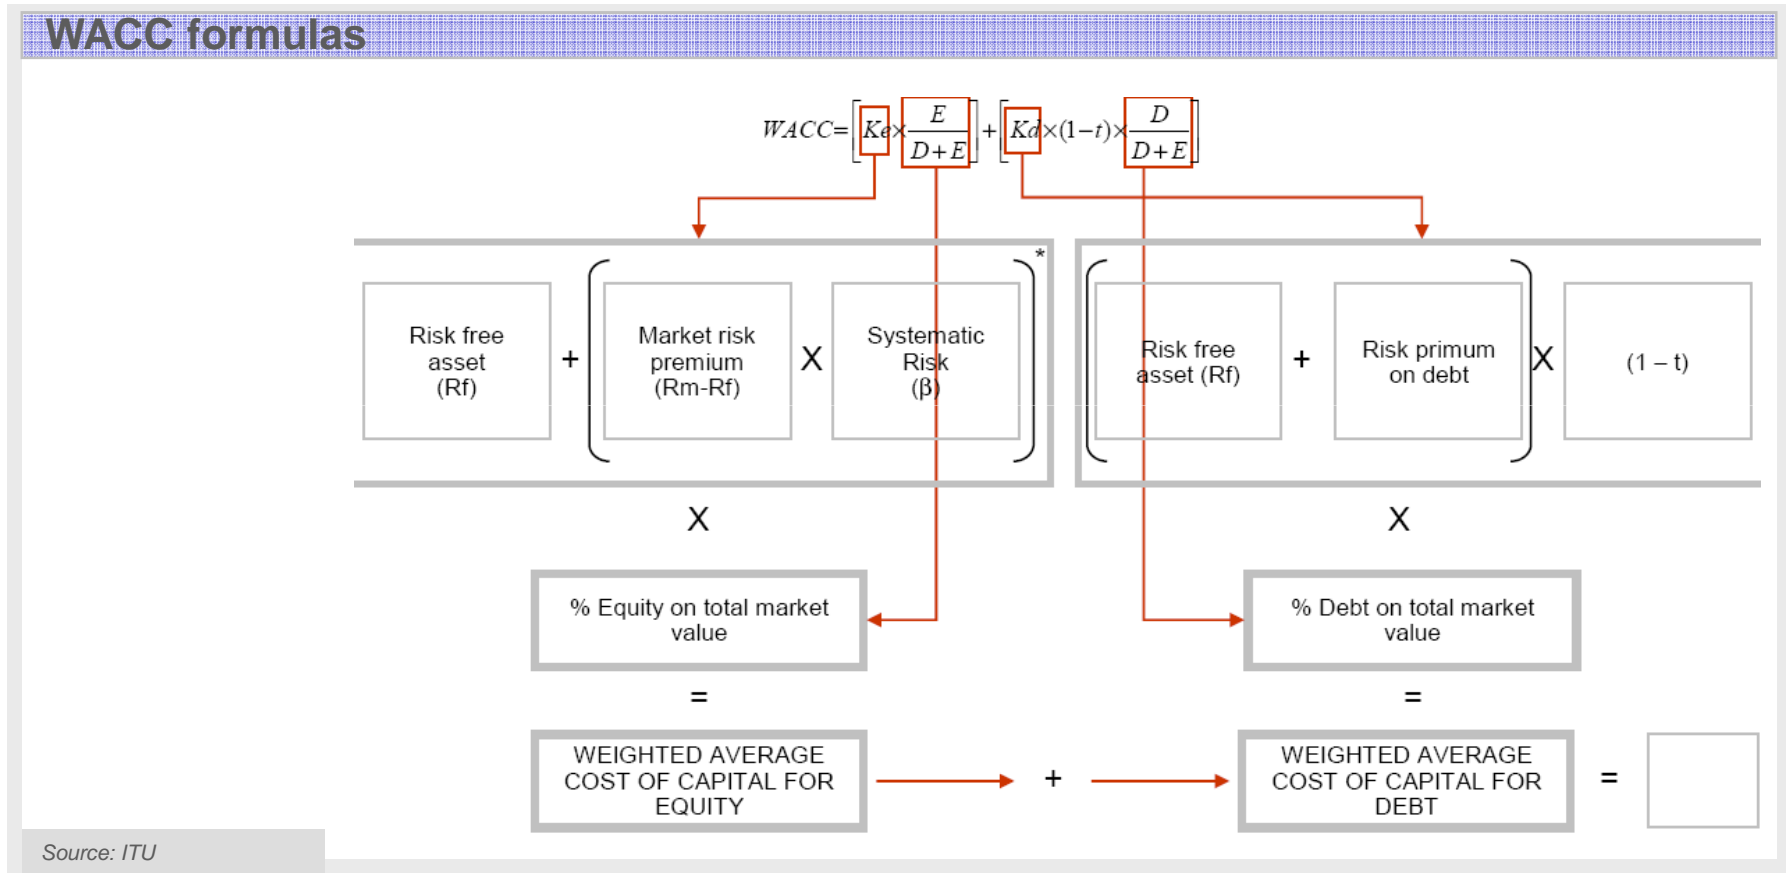 WACC formulas
WACC=[Ke×E/D+E]+[Kd×(1−t)×D/D+E]
Risk free
asset
(Rf)
+
Market risk
premium
(Rm-Rf)
X
Systematic
Risk
(β)
*
Risk free
asset (Rf)
+
Risk primum
on debt
X
(1 – t)
X
X
% Equity on total market
value
% Debt on total market
value
=
=
WEIGHTED AVERAGE
COST OF CAPITAL FOR
EQUITY
+
WEIGHTED AVERAGE
COST OF CAPITAL FOR
DEBT
=
Source: ITU